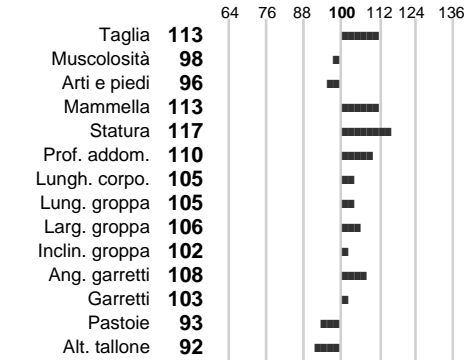 64 76 88 100 112 124 136
Taglia 113
Muscolosità 98
Arti e piedi 96
Mammella 113
Statura 117
Prof. addom. 110
Lungh. corpo. 105
Lung. groppa 105
Larg. groppa 106
Inclin. groppa 102
Ang. garretti 108
Garretti 103
Pastoie 93
Alt. tallone 92